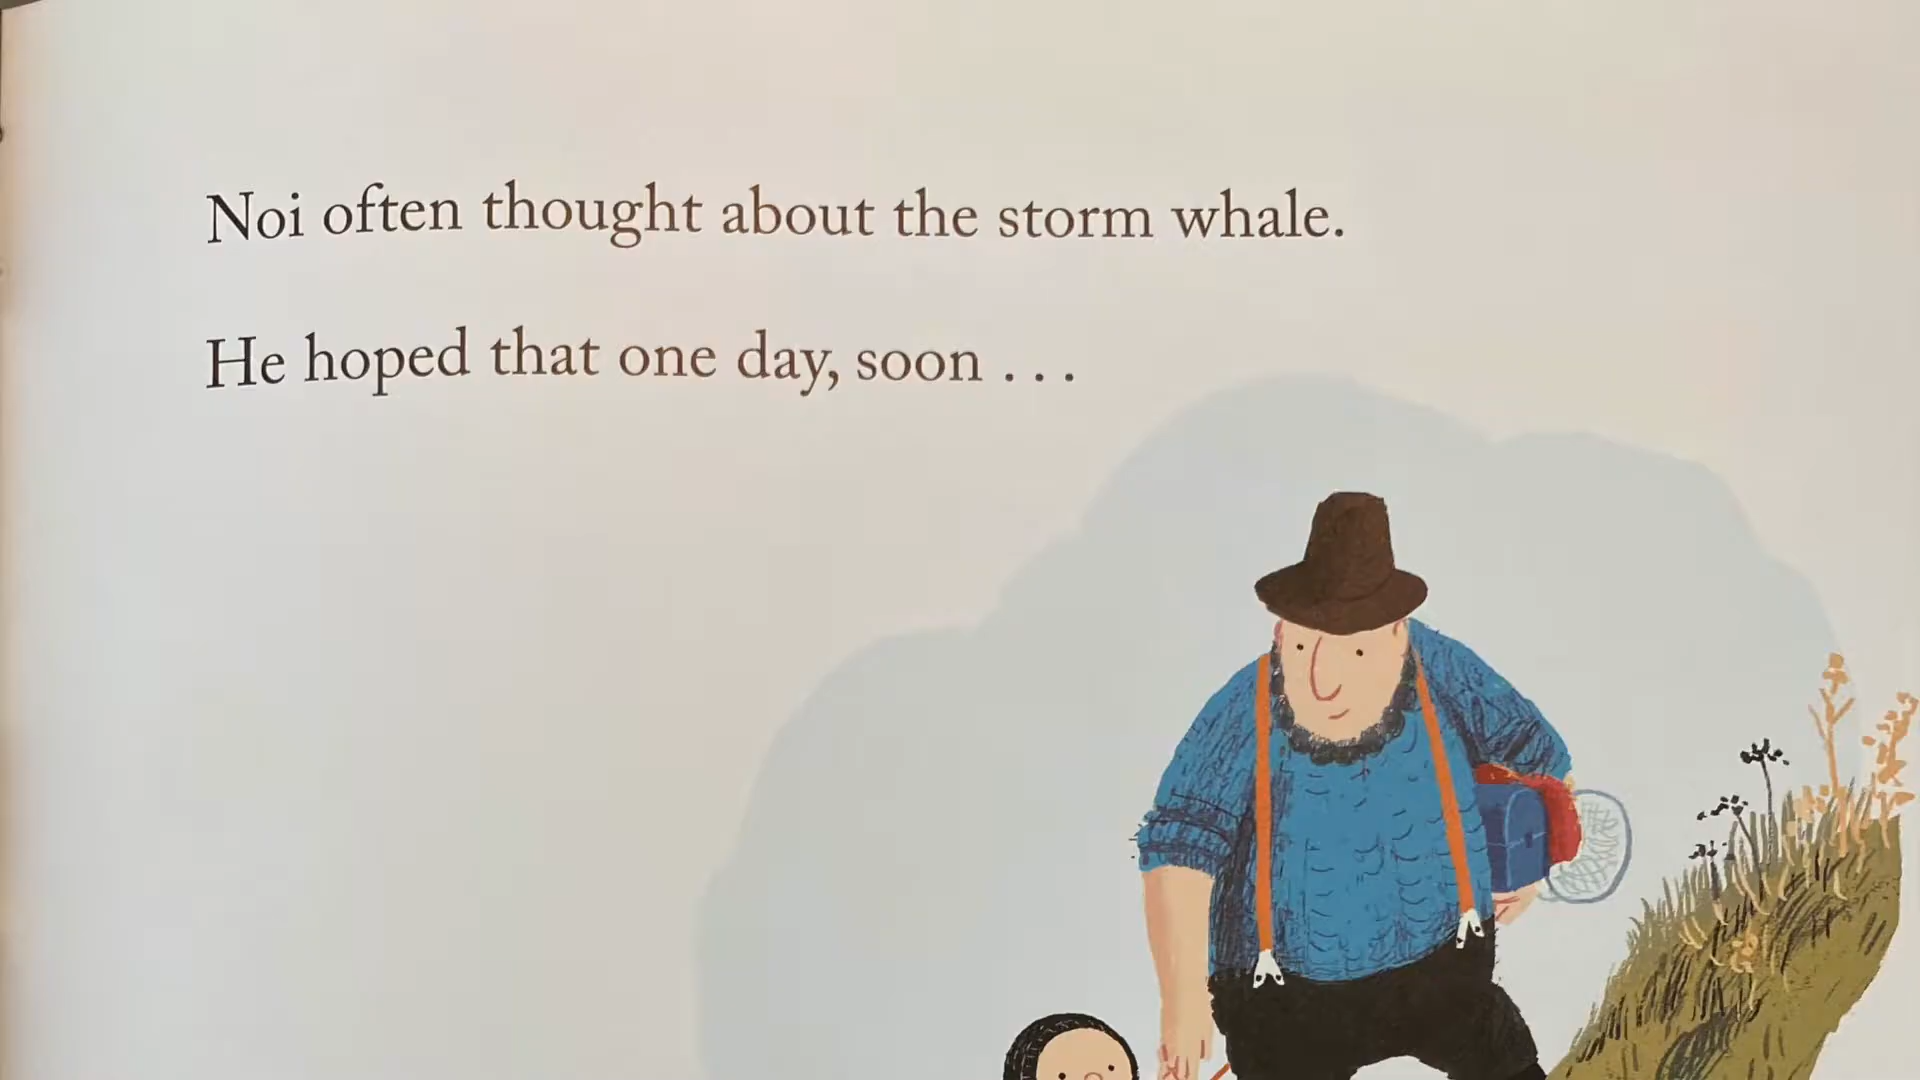 Noi often thought about the storm whale.
He hoped that one day, soon . . .